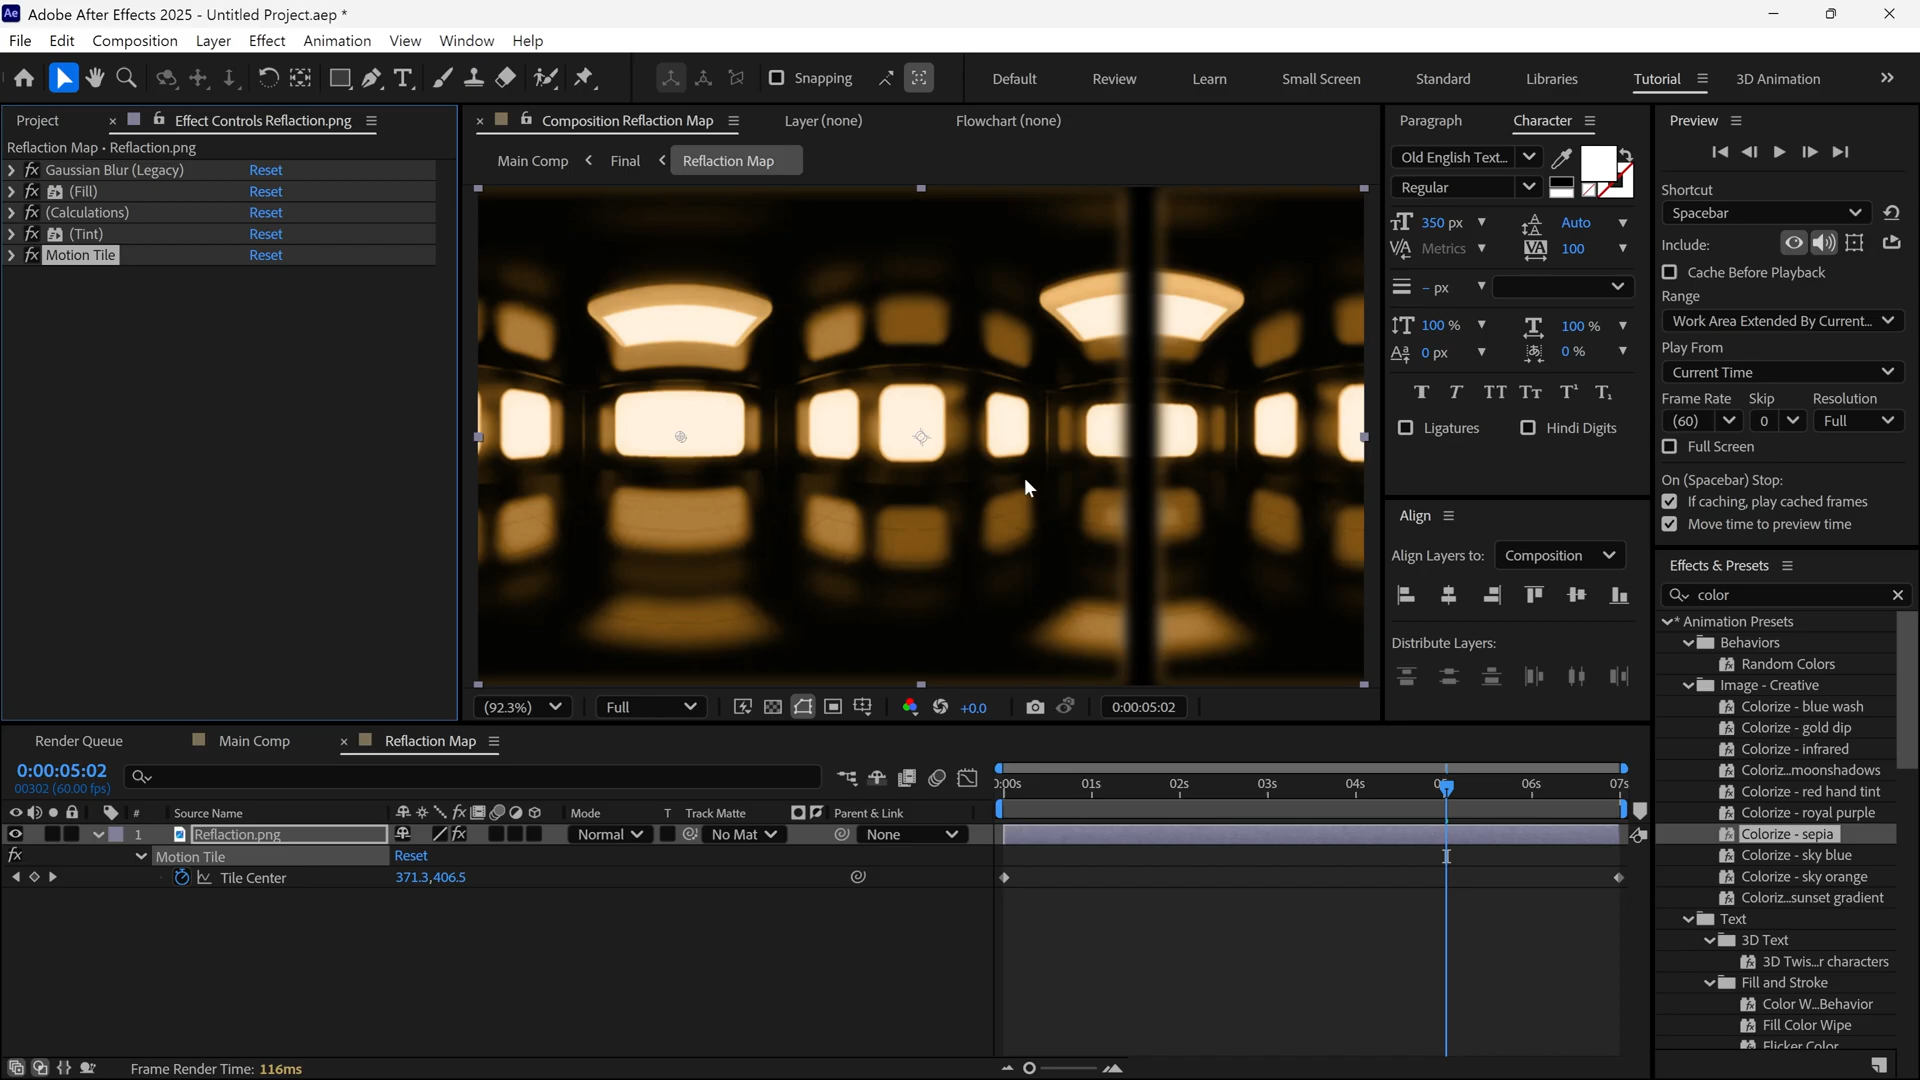 Adobe After Effects 2025 - Untitled Project.aep *
File Edit Composition Layer Effect Animation View Window Help
Snapping
Default Review Learn Small Screen Standard Libraries Tutorial 3D Animation
Project
Effect Controls Reflaction.png
Reflaction Map • Reflaction.png
Gaussian Blur (Legacy) Reset
(Fill) Reset
(Calculations) Reset
(Tint) Reset
Motion Tile Reset
Composition Reflaction Map
Layer (none)
Flowchart (none)
Main Comp Final Reflaction Map
(92.3%) Full +0.0 0:00:05:02
Paragraph Character
Old English Text...
Regular
350 px Auto
Metrics 100
– px
100 % 100 %
0 px 0 %
Ligatures Hindi Digits
Align
Align Layers to: Composition
Distribute Layers:
Preview
Shortcut
Spacebar
Include:
Cache Before Playback
Range
Work Area Extended By Current...
Play From
Current Time
Frame Rate Skip Resolution
(60) 0 Full
Full Screen
On (Spacebar) Stop:
If caching, play cached frames
Move time to preview time
Effects & Presets
color
* Animation Presets
Behaviors
Random Colors
Image - Creative
Colorize - blue wash
Colorize - gold dip
Colorize - infrared
Coloriz...moonshadows
Colorize - red hand tint
Colorize - royal purple
Colorize - sepia
Colorize - sky blue
Colorize - sky orange
Coloriz...sunset gradient
Text
3D Text
3D Twis...r characters
Fill and Stroke
Color W...Behavior
Fill Color Wipe
Flicker Color
Render Queue Main Comp Reflaction Map
0:00:05:02
00302 (60.00 fps)
# Source Name Mode T Track Matte Parent & Link
1 Reflaction.png Normal No Mat None
Motion Tile Reset
Tile Center 371.3,406.5
:00s 01s 02s 03s 04s 06s 07s
Frame Render Time: 116ms